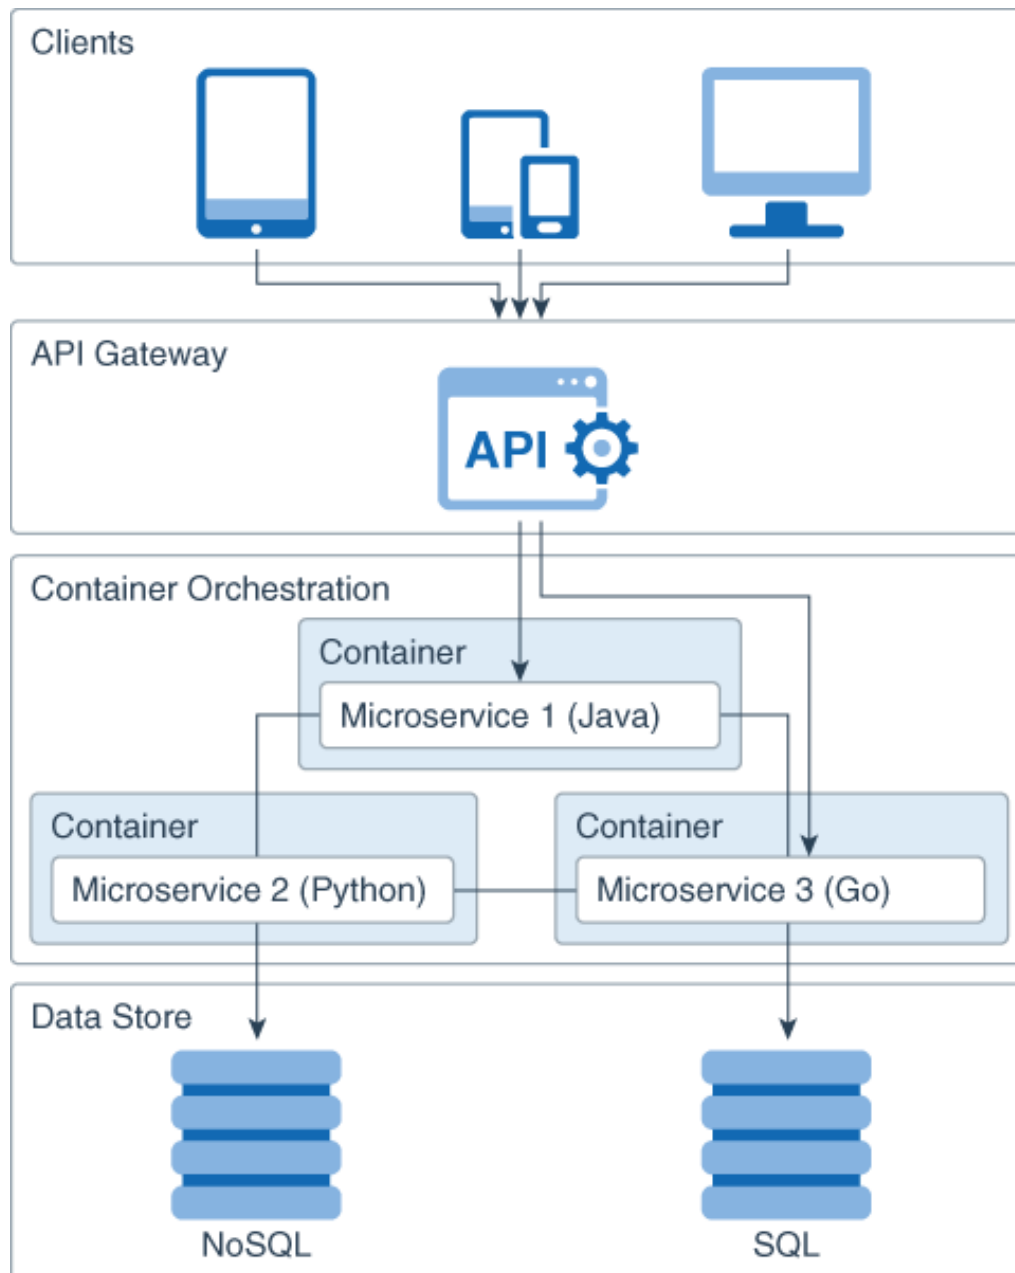 Clients
API Gateway
API
Container Orchestration
Container
Microservice 1 (Java)
Container
Microservice 2 (Python)
Container
Microservice 3 (Go)
Data Store
NoSQL
SQL